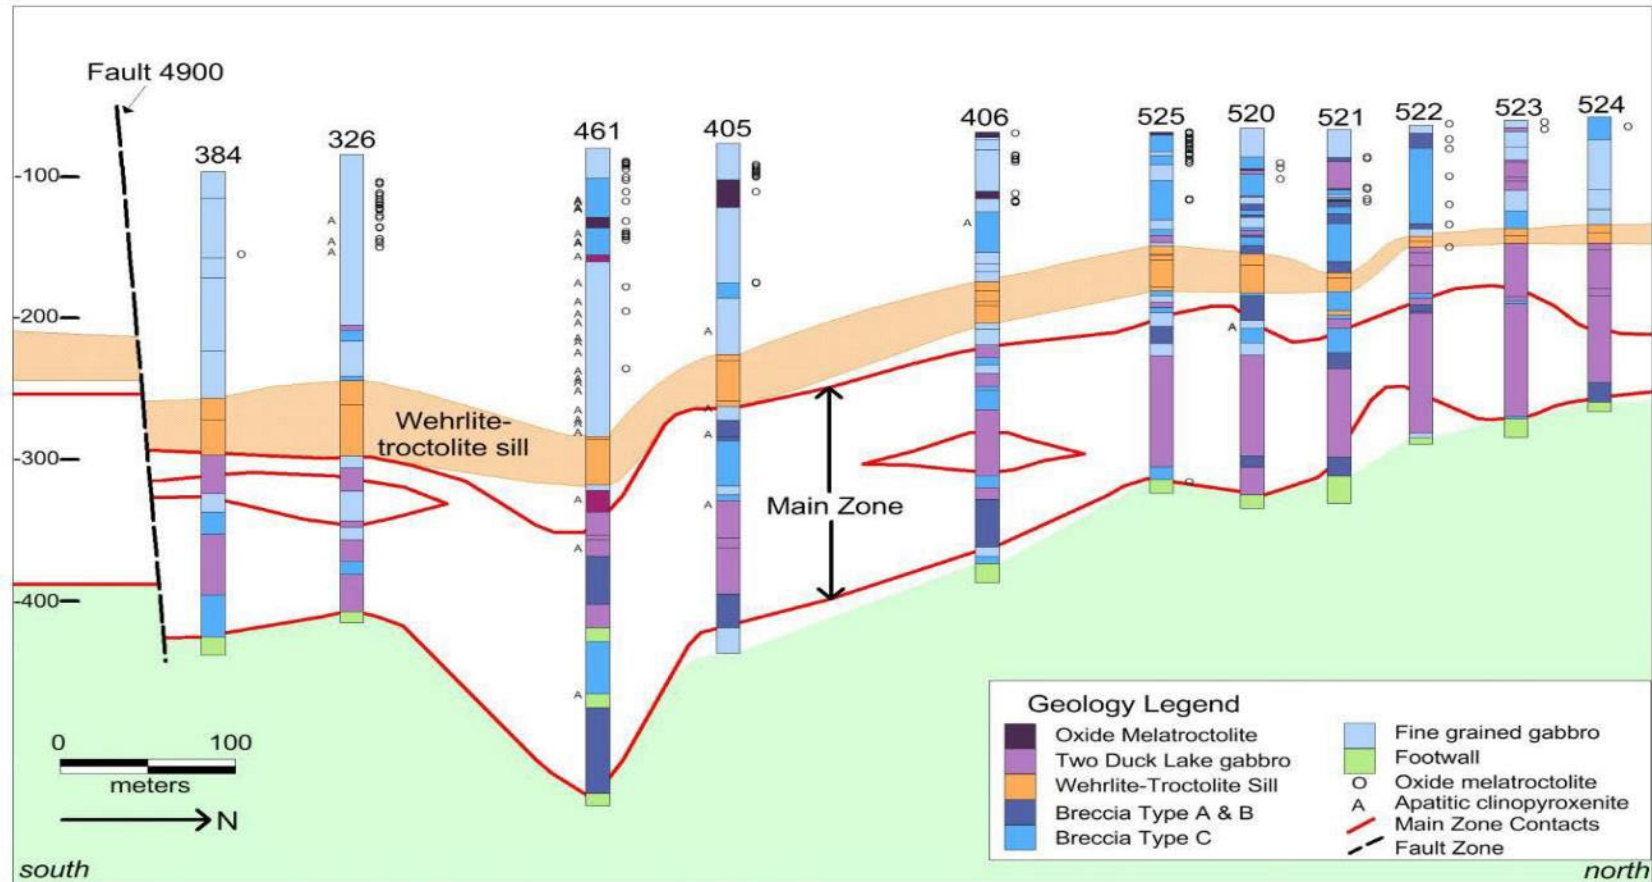 Fault 4900
384
326
461
405
406
525
520
521
522
523
524
-100
-200
-300
-400
Wehrlite-
troctolite sill
Main Zone
A
O
0 100
meters
N
south
north
Geology Legend
Oxide Melatroctolite
Two Duck Lake gabbro
Wehrlite-Troctolite Sill
Breccia Type A & B
Breccia Type C
Fine grained gabbro
Footwall
O Oxide melatroctolite
A Apatitic clinopyroxenite
Main Zone Contacts
Fault Zone